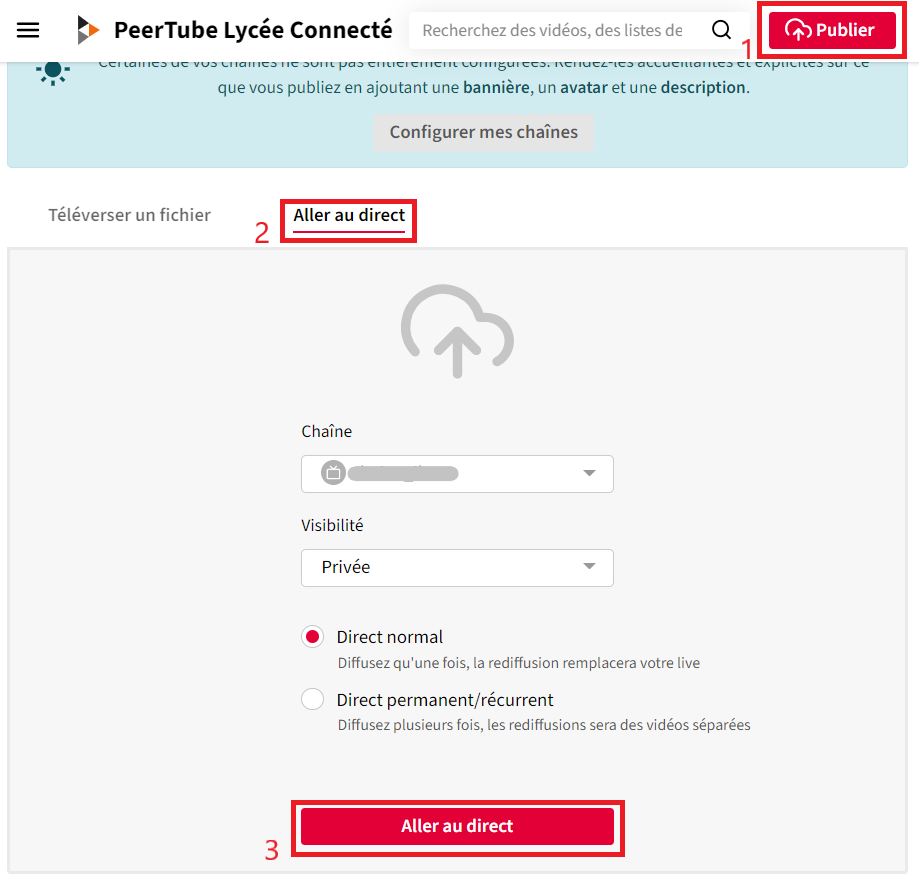 PeerTube Lycée Connecté
Recherchez des vidéos, des listes de
1
Publier
Certaines de vos chaînes ne sont pas entièrement configurées. Rendez-les accueillantes et explicites sur ce
que vous publiez en ajoutant une bannière, un avatar et une description.
Configurer mes chaînes
Téléverser un fichier
2
Aller au direct
Chaîne
Visibilité
Privée
Direct normal
Diffusez qu'une fois, la rediffusion remplacera votre live
Direct permanent/récurrent
Diffusez plusieurs fois, les rediffusions sera des vidéos séparées
3
Aller au direct